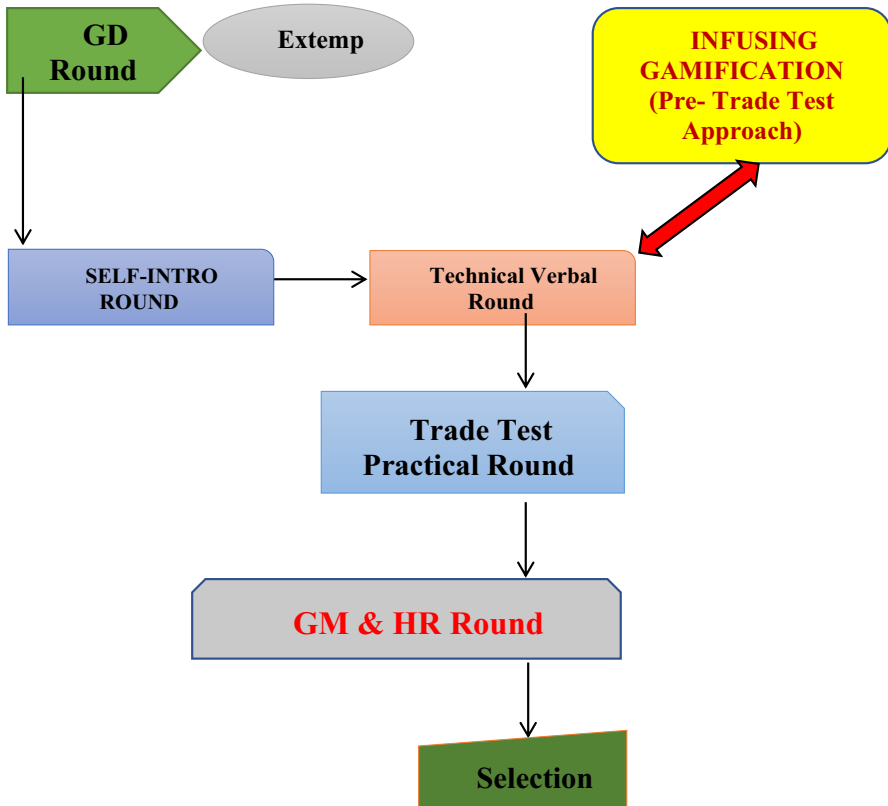 GD
Round
Extemp
INFUSING
GAMIFICATION
(Pre- Trade Test
Approach)
SELF-INTRO
ROUND
Technical Verbal
Round
Trade Test
Practical Round
GM & HR Round
Selection